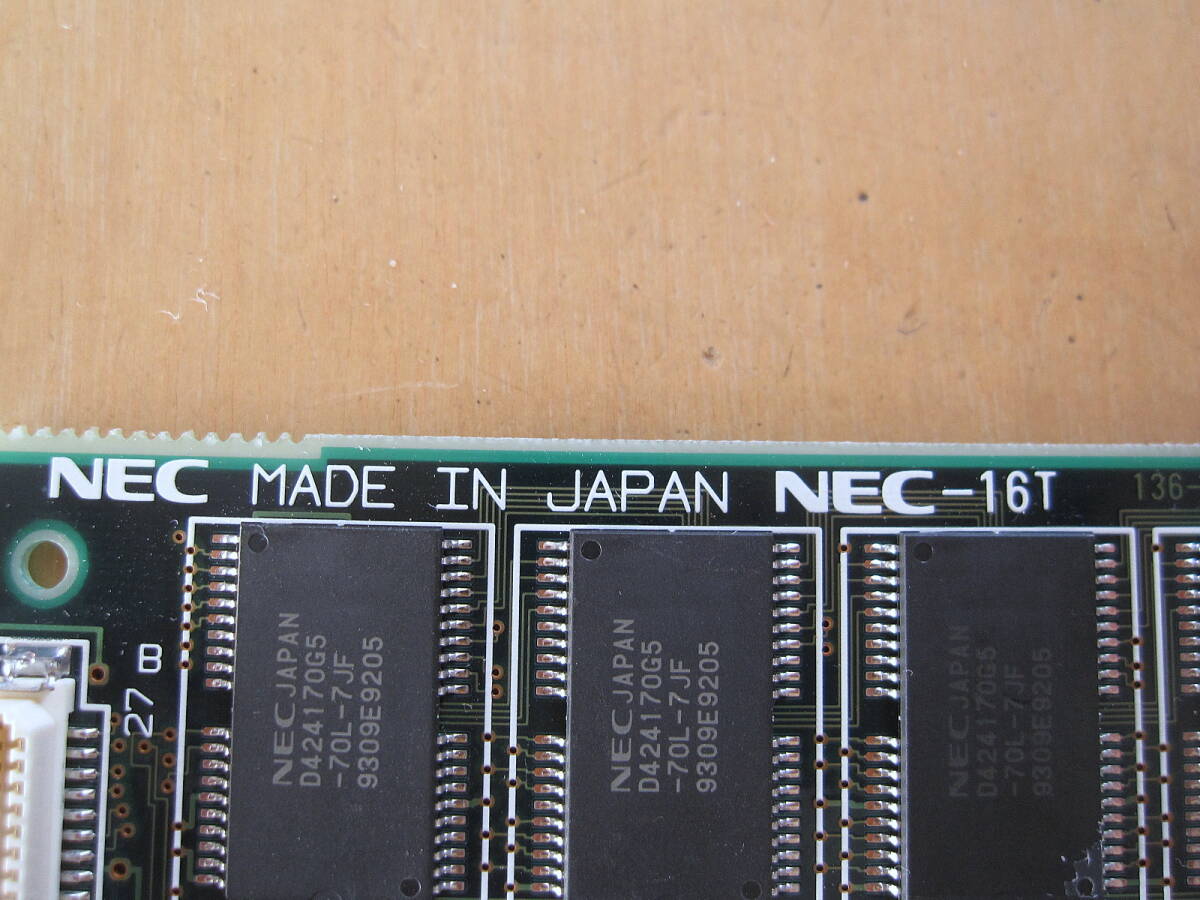 NEC MADE IN JAPAN NEC-16T
136-
B
27
NEC JAPAN
D424170G5
-70L-7JF
9309E9205
NEC JAPAN
D424170G5
-70L-7JF
9309E9205
NEC JAPAN
D424170G5
-70L-7JF
9309E9205